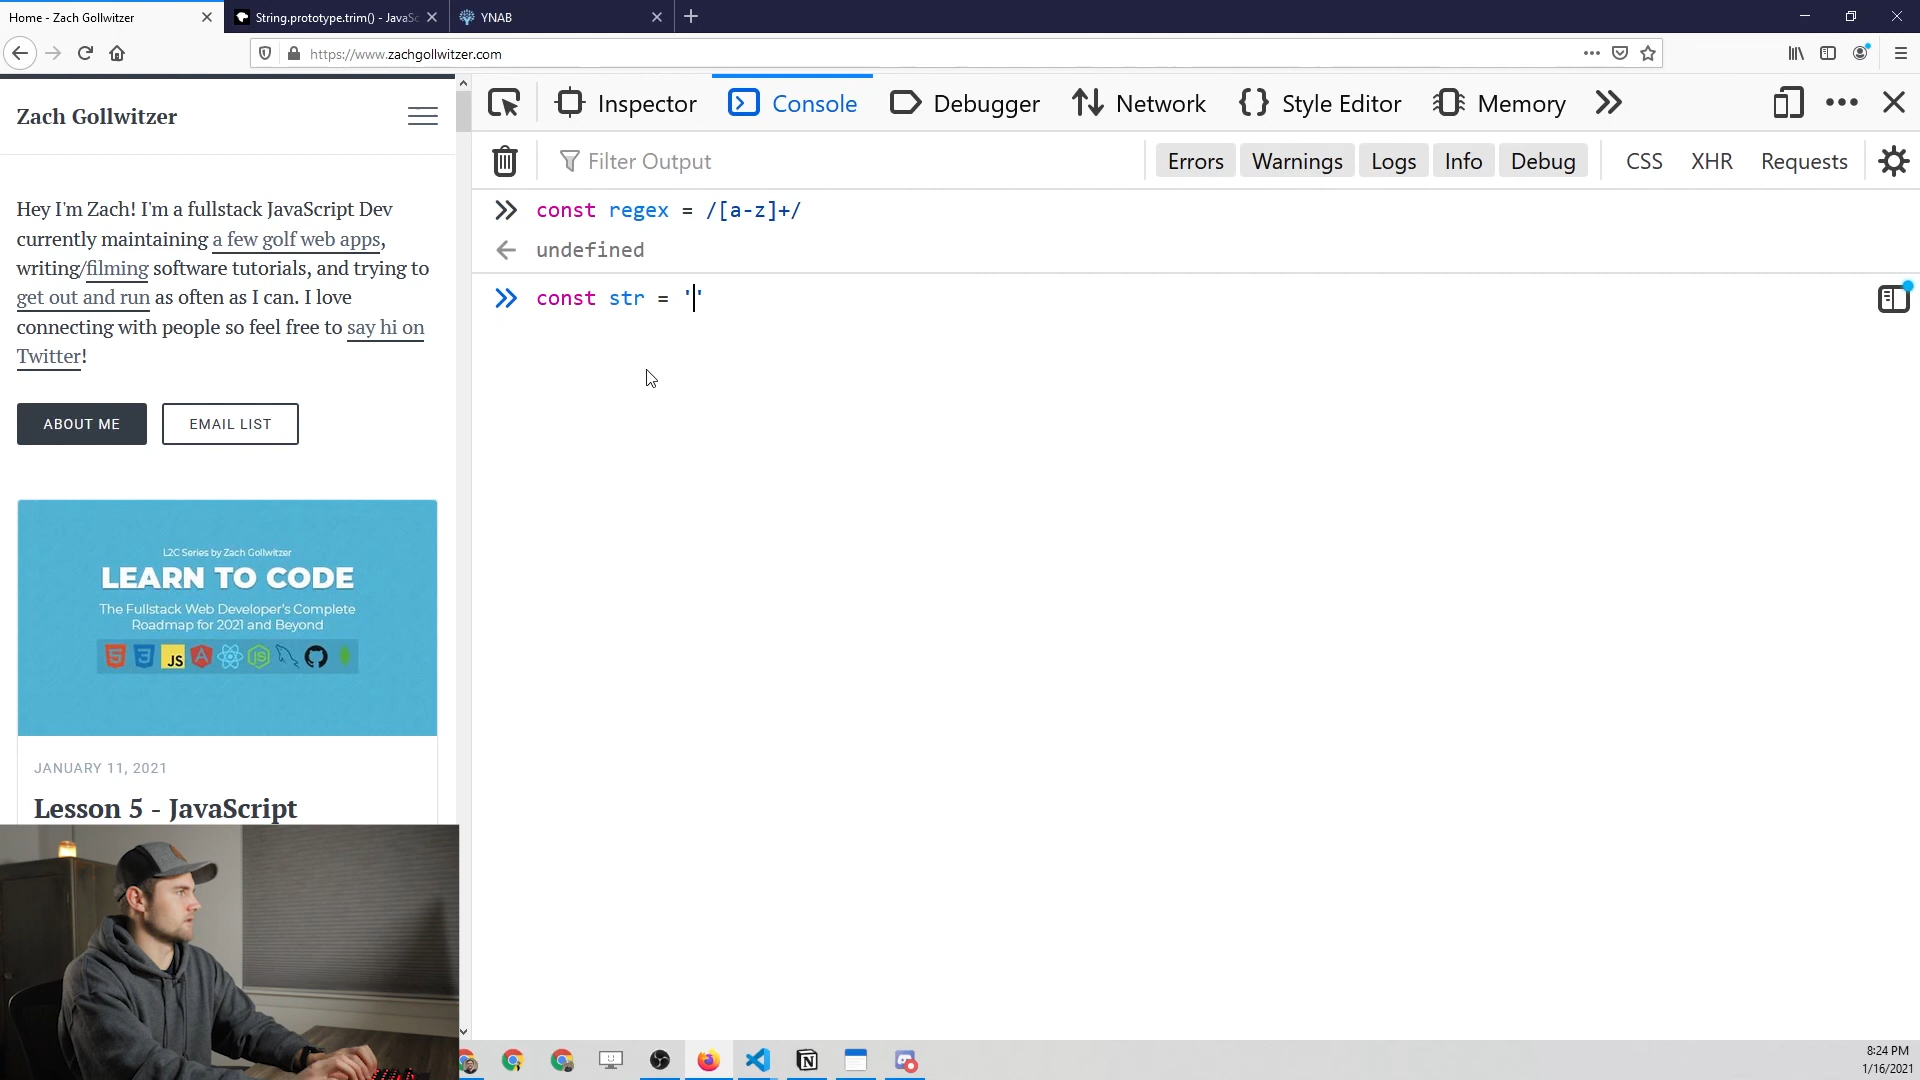 Home - Zach Gollwitzer
String.prototype.trim() - JavaSc
YNAB
https://www.zachgollwitzer.com
Zach Gollwitzer
Hey I'm Zach! I'm a fullstack JavaScript Dev
currently maintaining a few golf web apps,
writing/filming software tutorials, and trying to
get out and run as often as I can. I love
connecting with people so feel free to say hi on
Twitter!
ABOUT ME
EMAIL LIST
L2C Series by Zach Gollwitzer
LEARN TO CODE
The Fullstack Web Developer's Complete
Roadmap for 2021 and Beyond
JS
JANUARY 11, 2021
Lesson 5 - JavaScript
Inspector
Console
Debugger
Network
Style Editor
Memory
Filter Output
Errors
Warnings
Logs
Info
Debug
CSS
XHR
Requests
const regex = /[a-z]+/
undefined
const str = ''
8:24 PM
1/16/2021